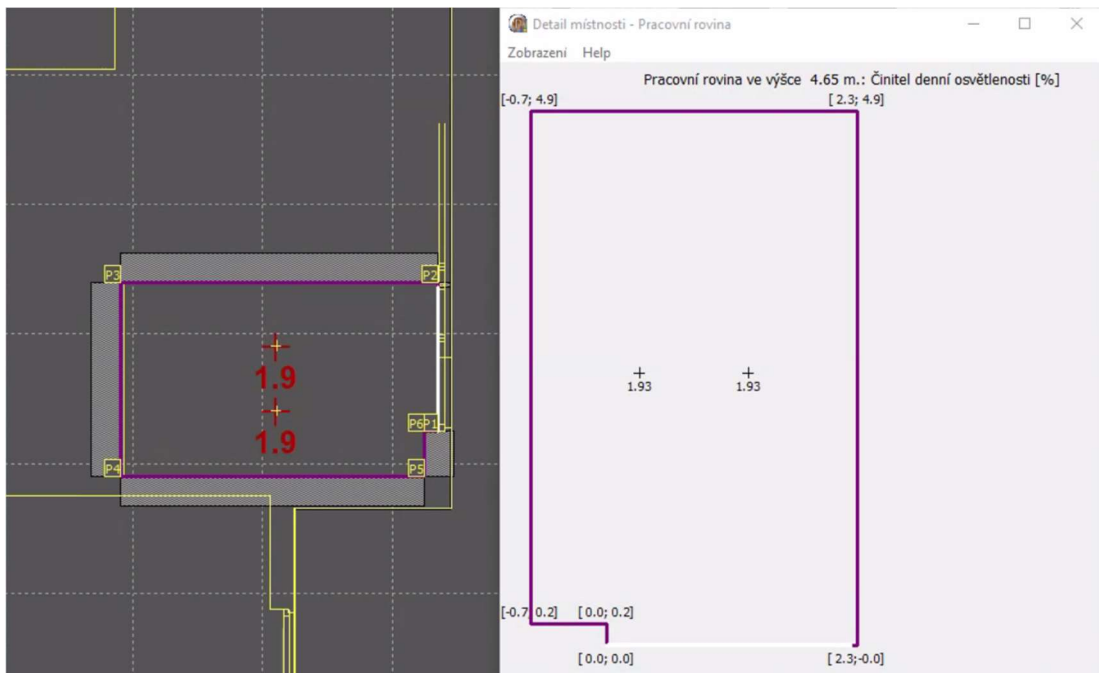 P3
P2
1.9
P6P1
1.9
P4
P5
Detail místnosti - Pracovní rovina
Zobrazení Help
Pracovní rovina ve výšce 4.65 m.: Činitel denní osvětlenosti [%]
[-0.7; 4.9] [ 2.3; 4.9]
1.93 1.93
[-0.7; 0.2] [ 0.0; 0.2]
[ 0.0; 0.0] [ 2.3;-0.0]